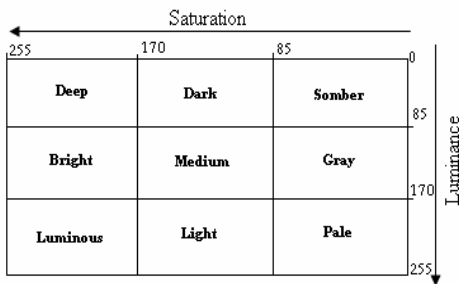 Saturation
255 170 85 0
Deep Dark Somber
85
Bright Medium Gray
170
Luminous Light Pale
255
Luminance